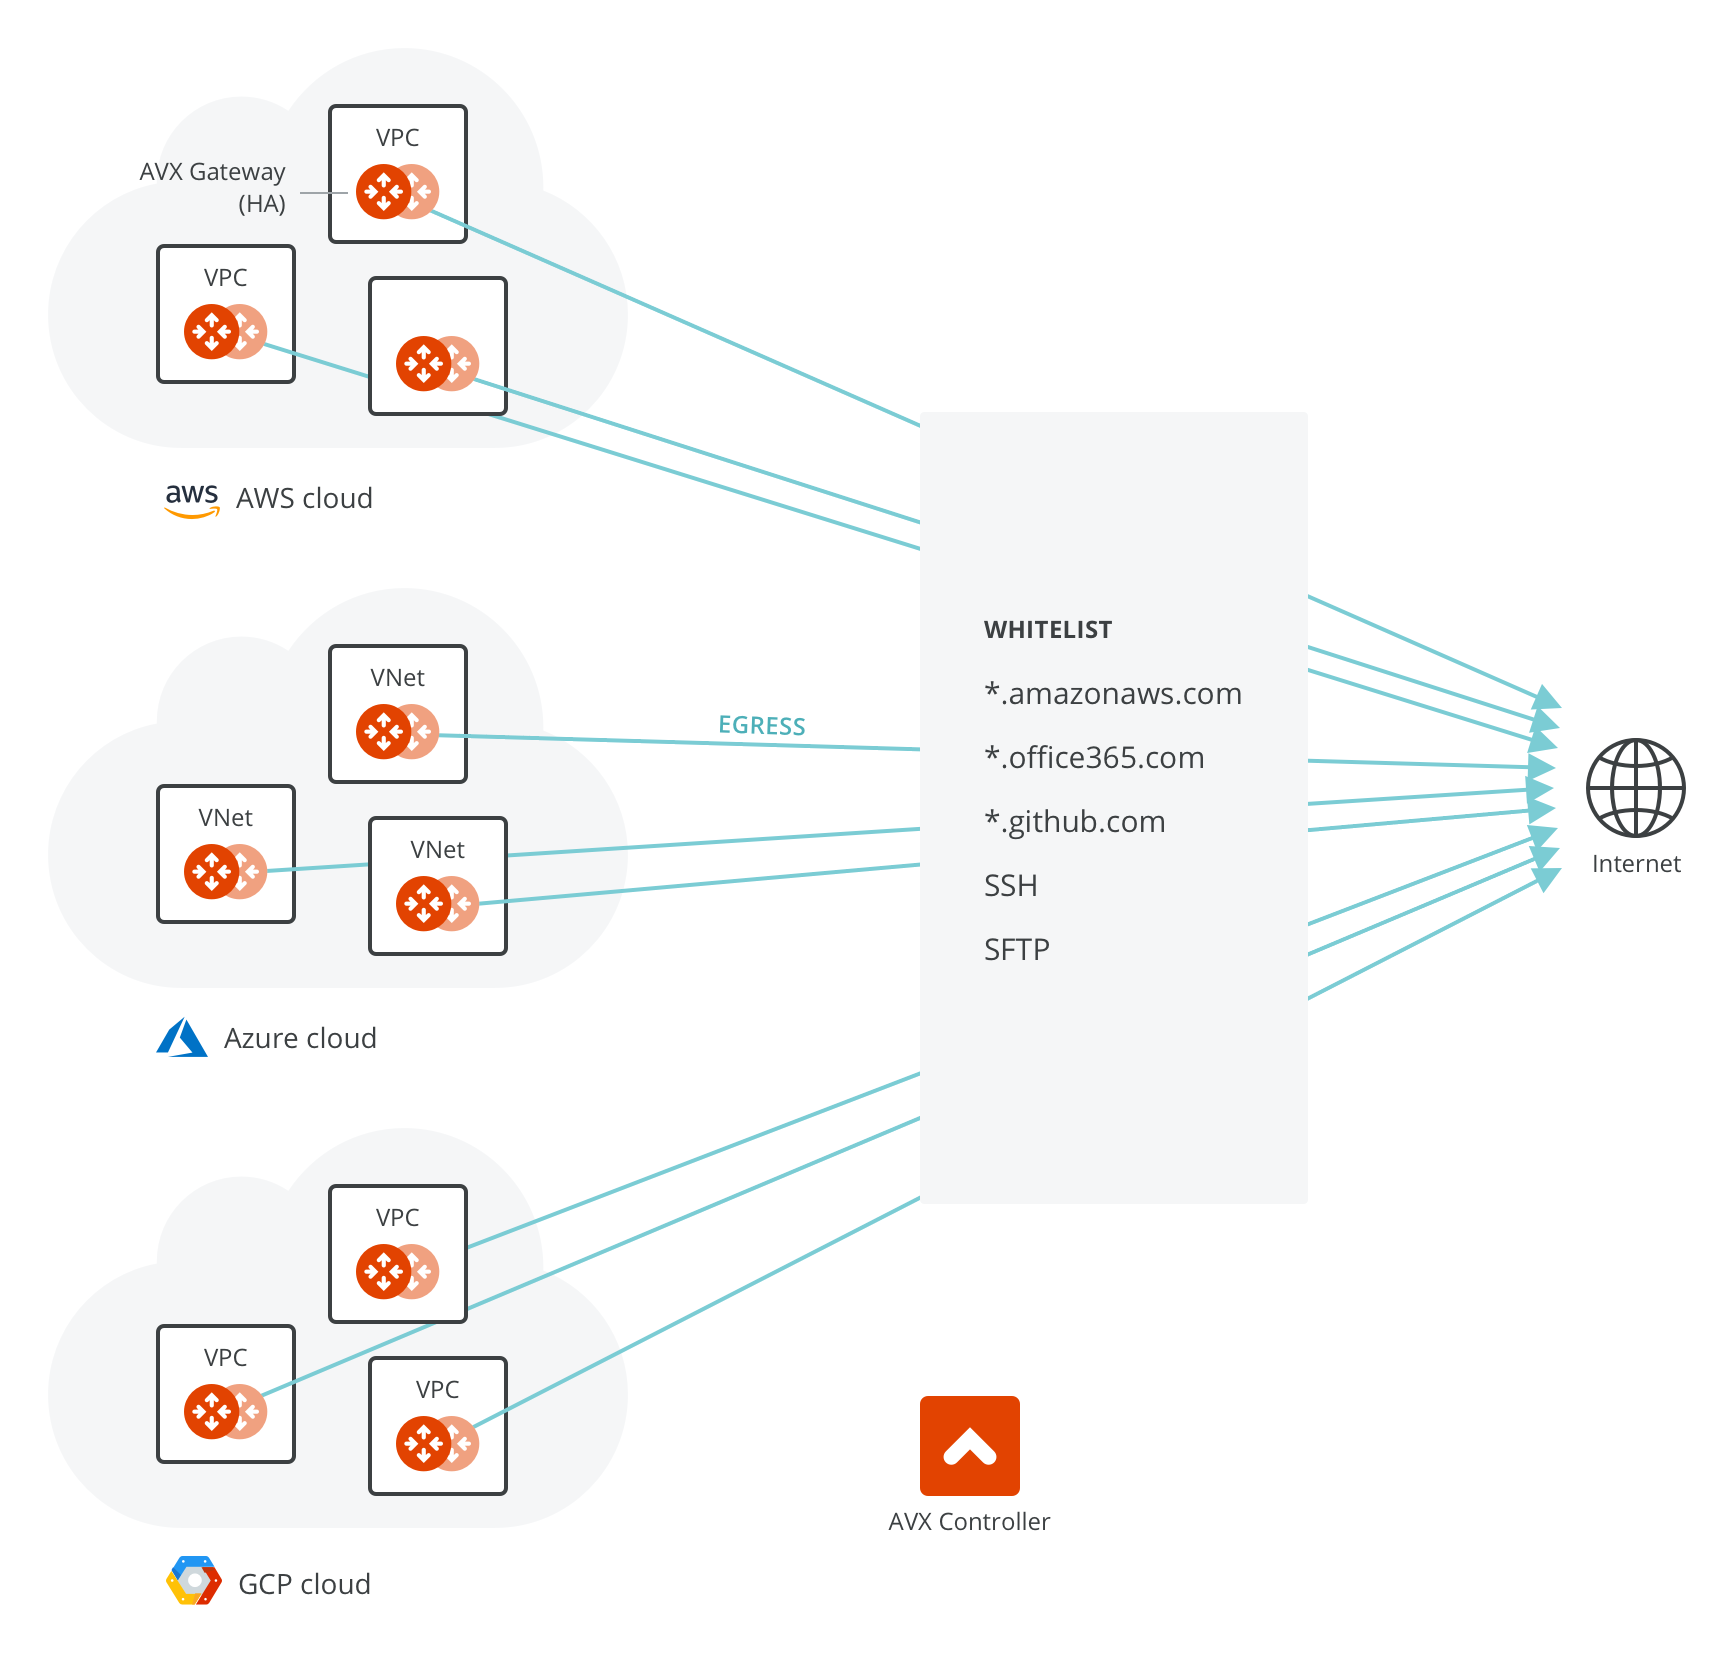 VPC
AVX Gateway
(HA)
VPC
aws AWS cloud
VNet
EGRESS
VNet
VNet
Azure cloud
WHITELIST
*.amazonaws.com
*.office365.com
*.github.com
SSH
SFTP
Internet
VPC
VPC
VPC
GCP cloud
AVX Controller